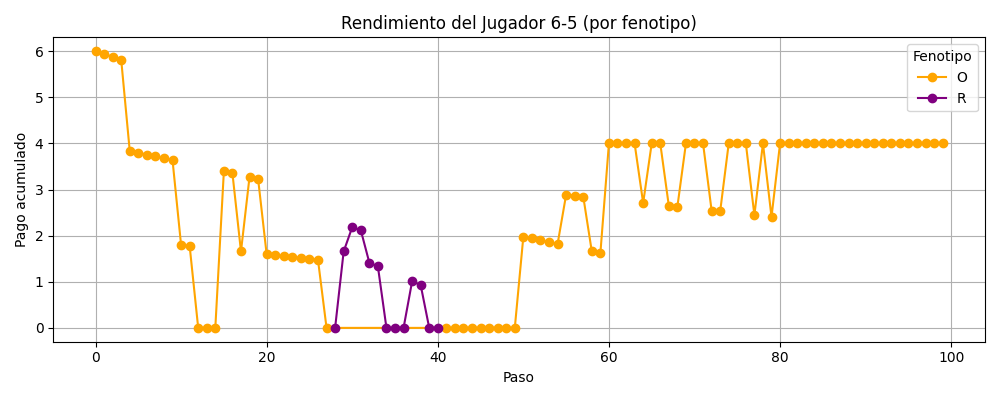 Rendimiento del Jugador 6-5 (por fenotipo)
Pago acumulado
6
5
4
3
2
1
0
0 20 40 60 80 100
Paso
Fenotipo
O
R